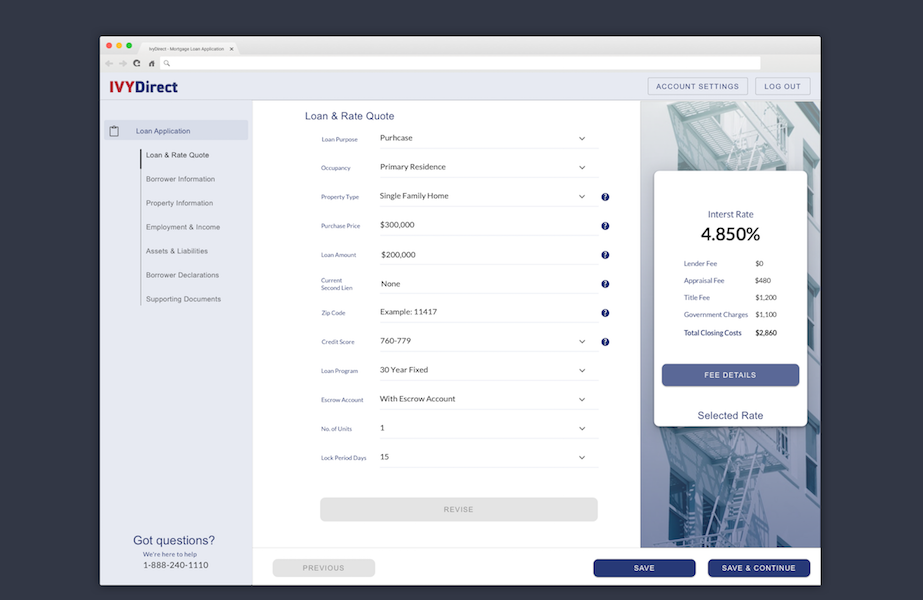 IvyDirect - Mortgage Loan Application
IVYDirect
ACCOUNT SETTINGS
LOG OUT
Loan Application
Loan & Rate Quote
Borrower Information
Property Information
Employment & Income
Assets & Liabilities
Borrower Declarations
Supporting Documents
Got questions?
We're here to help
1-888-240-1110
Loan & Rate Quote
Loan Purpose Purhcase
Occupancy Primary Residence
Property Type Single Family Home ?
Purchase Price $300,000 ?
Loan Amount $200,000 ?
Current
Second Lien None ?
Zip Code Example: 11417 ?
Credit Score 760-779 ?
Loan Program 30 Year Fixed
Escrow Account With Escrow Account
No. of Units 1
Lock Period Days 15
REVISE
Interst Rate
4.850%
Lender Fee $0
Appraisal Fee $480
Title Fee $1,200
Government Charges $1,100
Total Closing Costs $2,860
FEE DETAILS
Selected Rate
PREVIOUS
SAVE
SAVE & CONTINUE